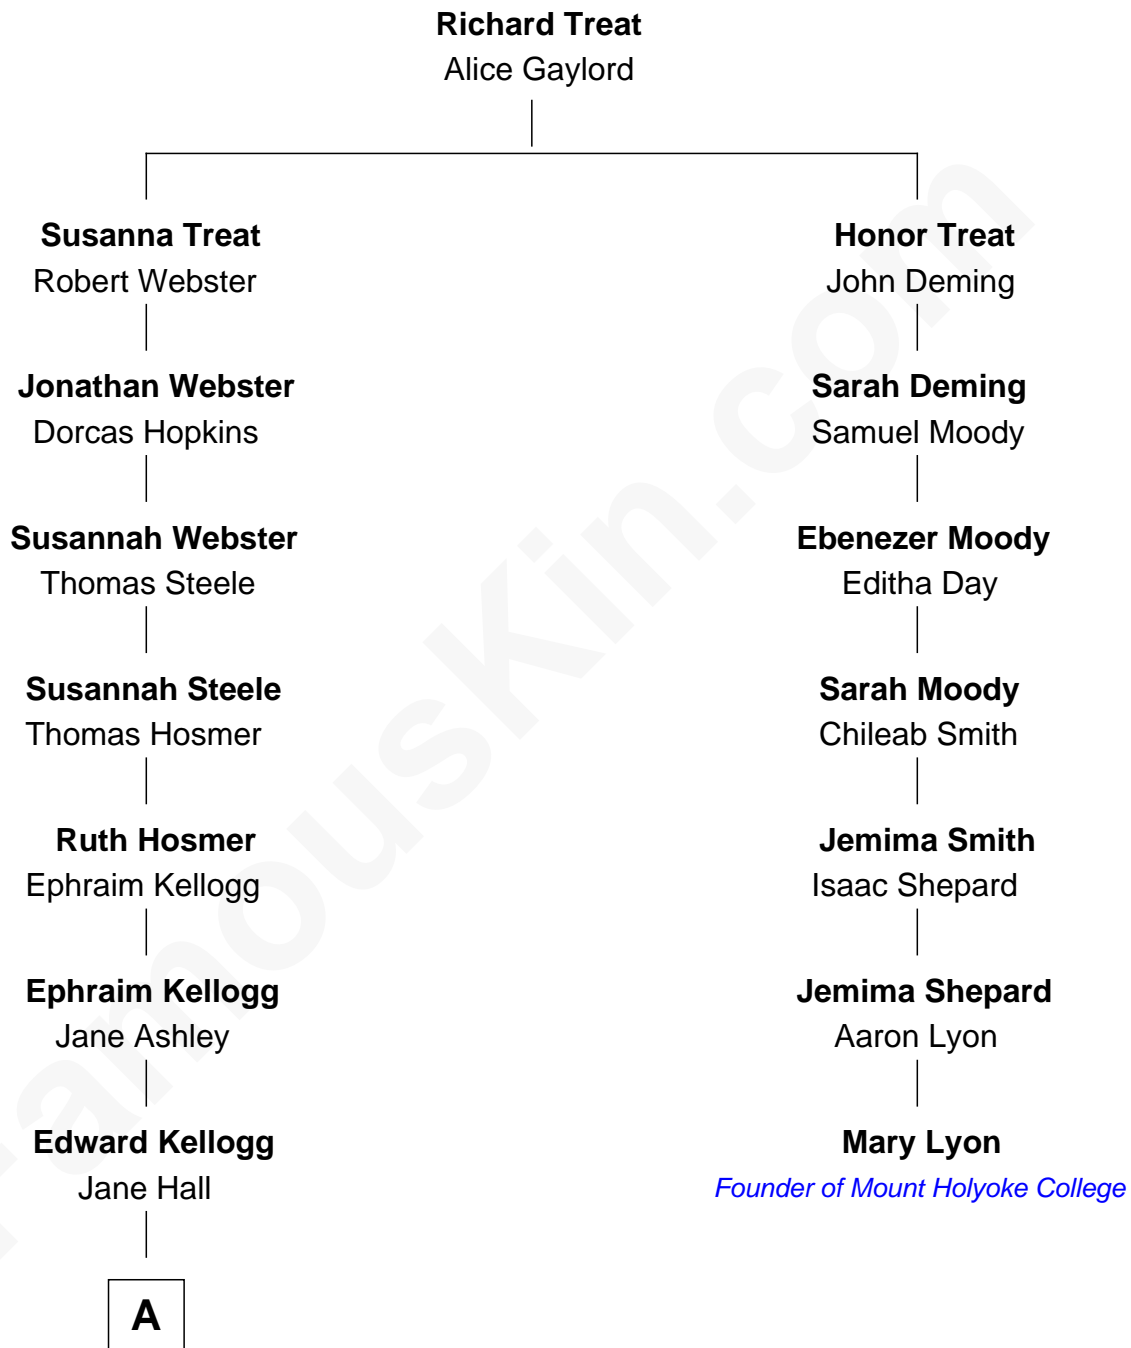 Richard Treat
Alice Gaylord
Susanna Treat
Robert Webster
Honor Treat
John Deming
Jonathan Webster
Dorcas Hopkins
Sarah Deming
Samuel Moody
Susannah Webster
Thomas Steele
Ebenezer Moody
Editha Day
Susannah Steele
Thomas Hosmer
Sarah Moody
Chileab Smith
Ruth Hosmer
Ephraim Kellogg
Jemima Smith
Isaac Shepard
Ephraim Kellogg
Jane Ashley
Jemima Shepard
Aaron Lyon
Edward Kellogg
Jane Hall
Mary Lyon
Founder of Mount Holyoke College
A
FamousKin.com